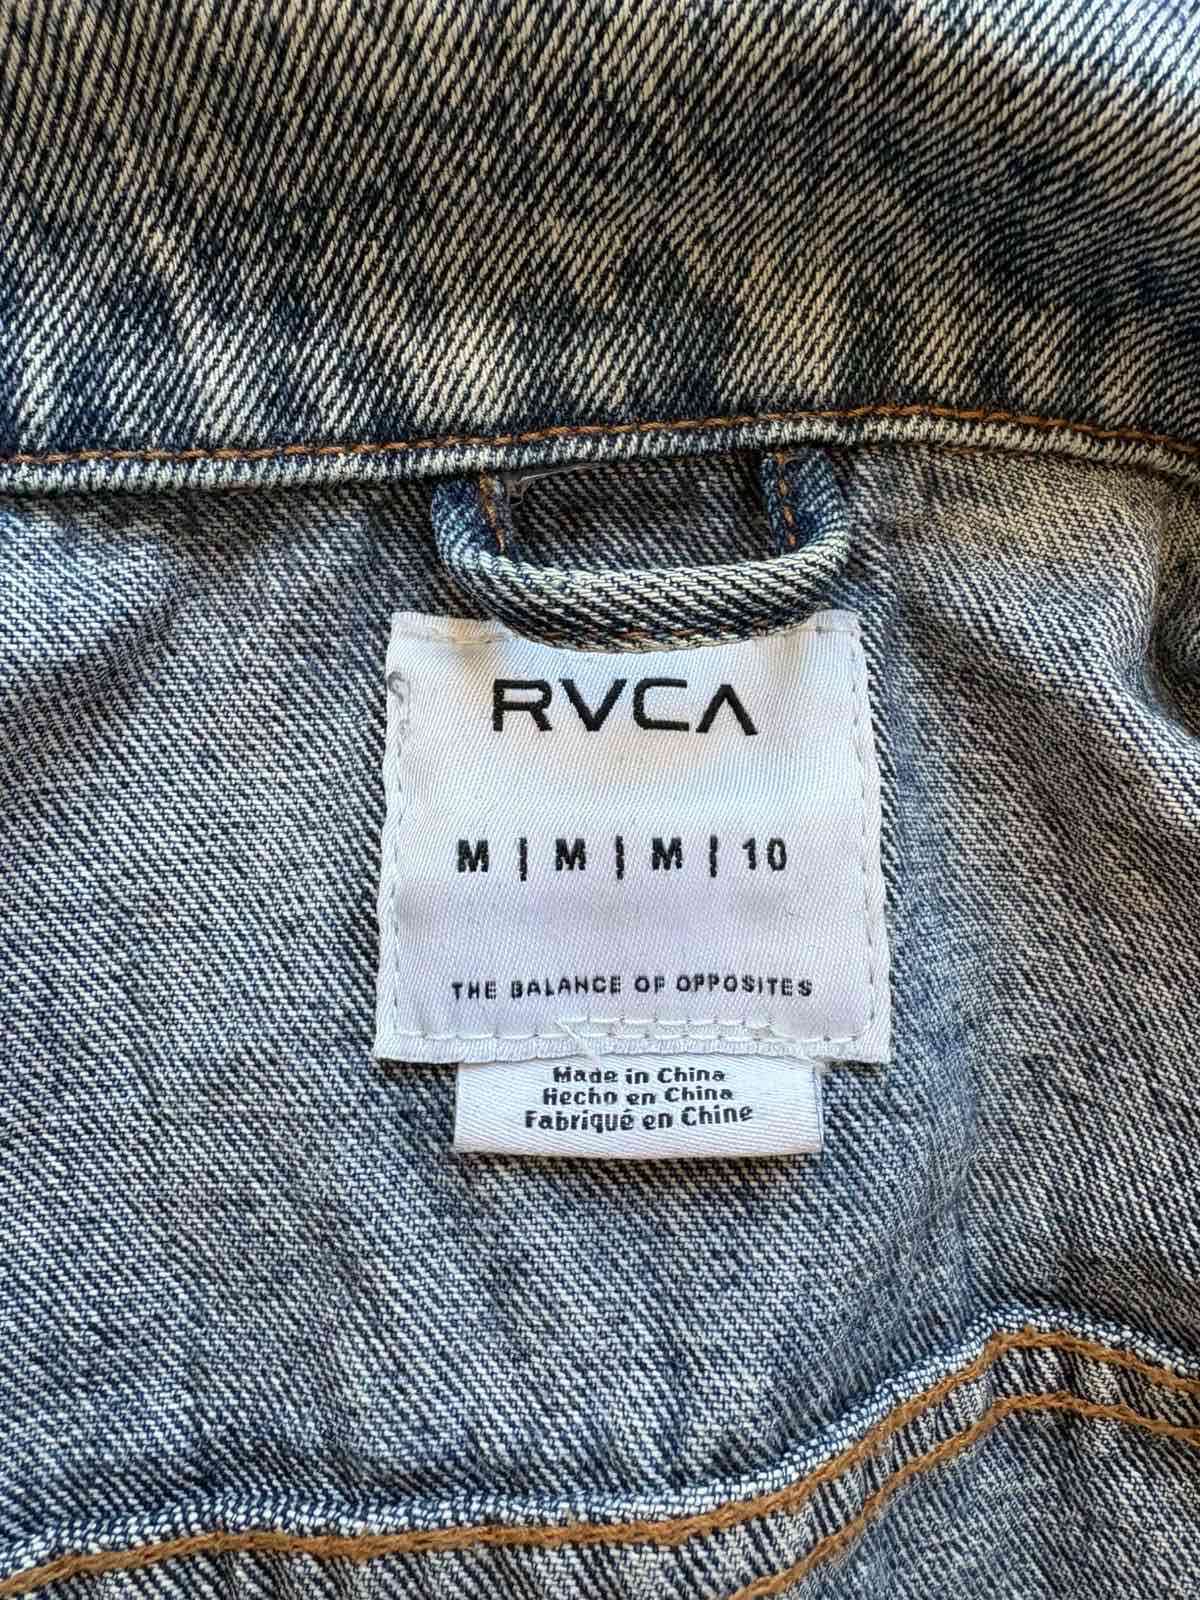 RVCA
M | M | M | 10
THE BALANCE OF OPPOSITES
Made in China
Hecho en China
Fabriqué en Chine